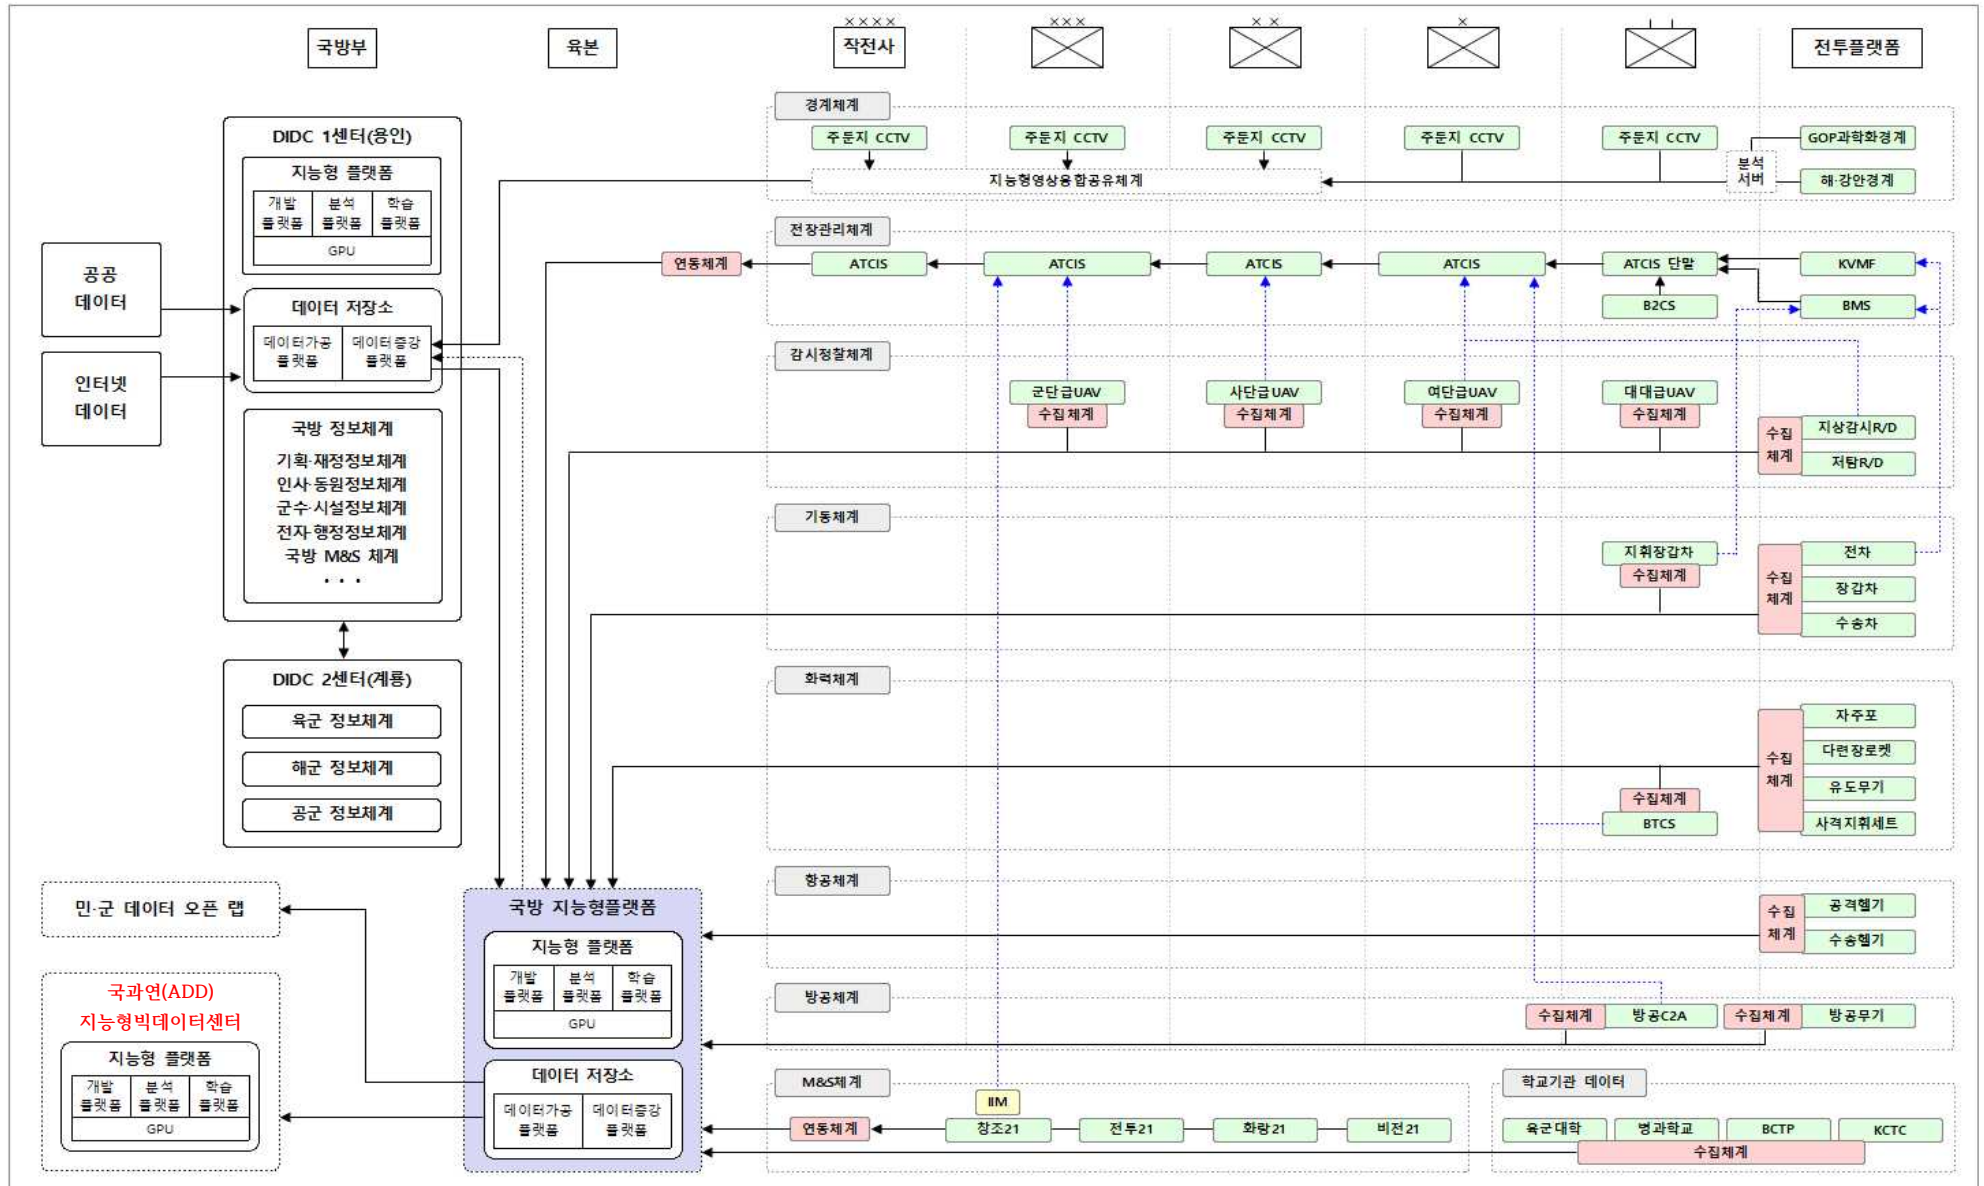 국방부
육본
××××
작전사
×××
××
×
전투플랫폼
DIDC 1센터(용인)
지능형 플랫폼
개발
플랫폼
분석
플랫폼
학습
플랫폼
GPU
공공
데이터
인터넷
데이터
데이터 저장소
데이터가공
플랫폼
데이터증강
플랫폼
국방 정보체계
기획·재정정보체계
인사·동원정보체계
군수·시설정보체계
전자·행정정보체계
국방 M&S 체계
· · ·
DIDC 2센터(계룡)
육군 정보체계
해군 정보체계
공군 정보체계
민·군 데이터 오픈 랩
국과연(ADD)
지능형빅데이터센터
지능형 플랫폼
개발
플랫폼
분석
플랫폼
학습
플랫폼
GPU
국방 지능형플랫폼
지능형 플랫폼
개발
플랫폼
분석
플랫폼
학습
플랫폼
GPU
데이터 저장소
데이터가공
플랫폼
데이터증강
플랫폼
경계체계
주둔지 CCTV
주둔지 CCTV
주둔지 CCTV
주둔지 CCTV
주둔지 CCTV
GOP과학화경계
분석
서버
해·강안경계
지능형영상융합공유체계
전장관리체계
연동체계
ATCIS
ATCIS
ATCIS
ATCIS
ATCIS 단말
KVMF
B2CS
BMS
감시정찰체계
군단급UAV
수집체계
사단급UAV
수집체계
여단급UAV
수집체계
대대급UAV
수집체계
수집
체계
지상감시R/D
저탐R/D
기동체계
지휘장갑차
수집체계
수집
체계
전차
장갑차
수송차
화력체계
수집체계
BTCS
수집
체계
자주포
다련장로켓
유도무기
사격지휘세트
항공체계
수집
체계
공격헬기
수송헬기
방공체계
수집체계
방공C2A
수집체계
방공무기
M&S체계
IIM
연동체계
창조21
전투21
화랑21
비전21
학교기관 데이터
육군대학
병과학교
BCTP
KCTC
수집체계